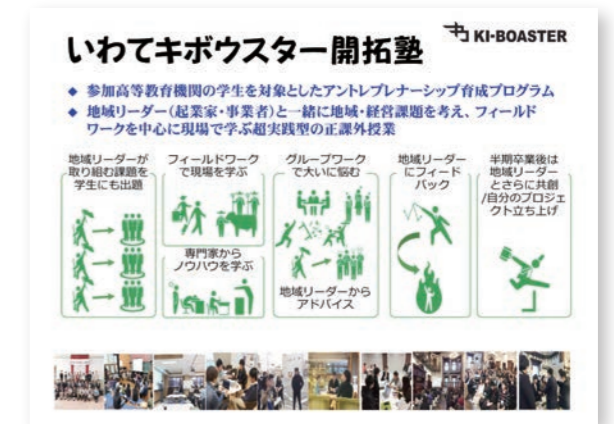 いわてキボウスター開拓塾
KI-BOASTER
◆ 参加高等教育機関の学生を対象としたアントレプレナーシップ育成プログラム
◆ 地域リーダー（起業家・事業者）と一緒に地域・経営課題を考え、フィールド
ワークを中心に現場で学ぶ超実践型の正課外授業
地域リーダーが
取り組む課題を
学生にも出題
フィールドワーク
で現場を学ぶ
専門家から
ノウハウを学ぶ
グループワーク
で大いに悩む
地域リーダーから
アドバイス
地域リーダー
にフィード
バック
半期卒業後は
地域リーダー
とさらに共創
/自分のプロジェ
クト立ち上げ